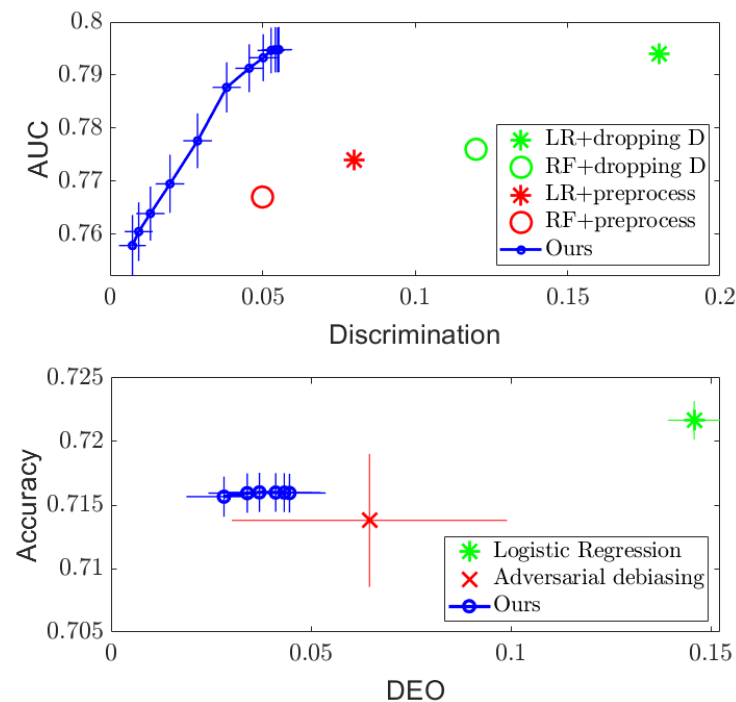 0.8
0.79
0.78
0.77
0.76
AUC
LR+dropping D
RF+dropping D
LR+preprocess
RF+preprocess
Ours
0 0.05 0.1 0.15 0.2
Discrimination
0.725
0.72
0.715
0.71
0.705
Accuracy
Logistic Regression
Adversarial debiasing
Ours
0 0.05 0.1 0.15
DEO